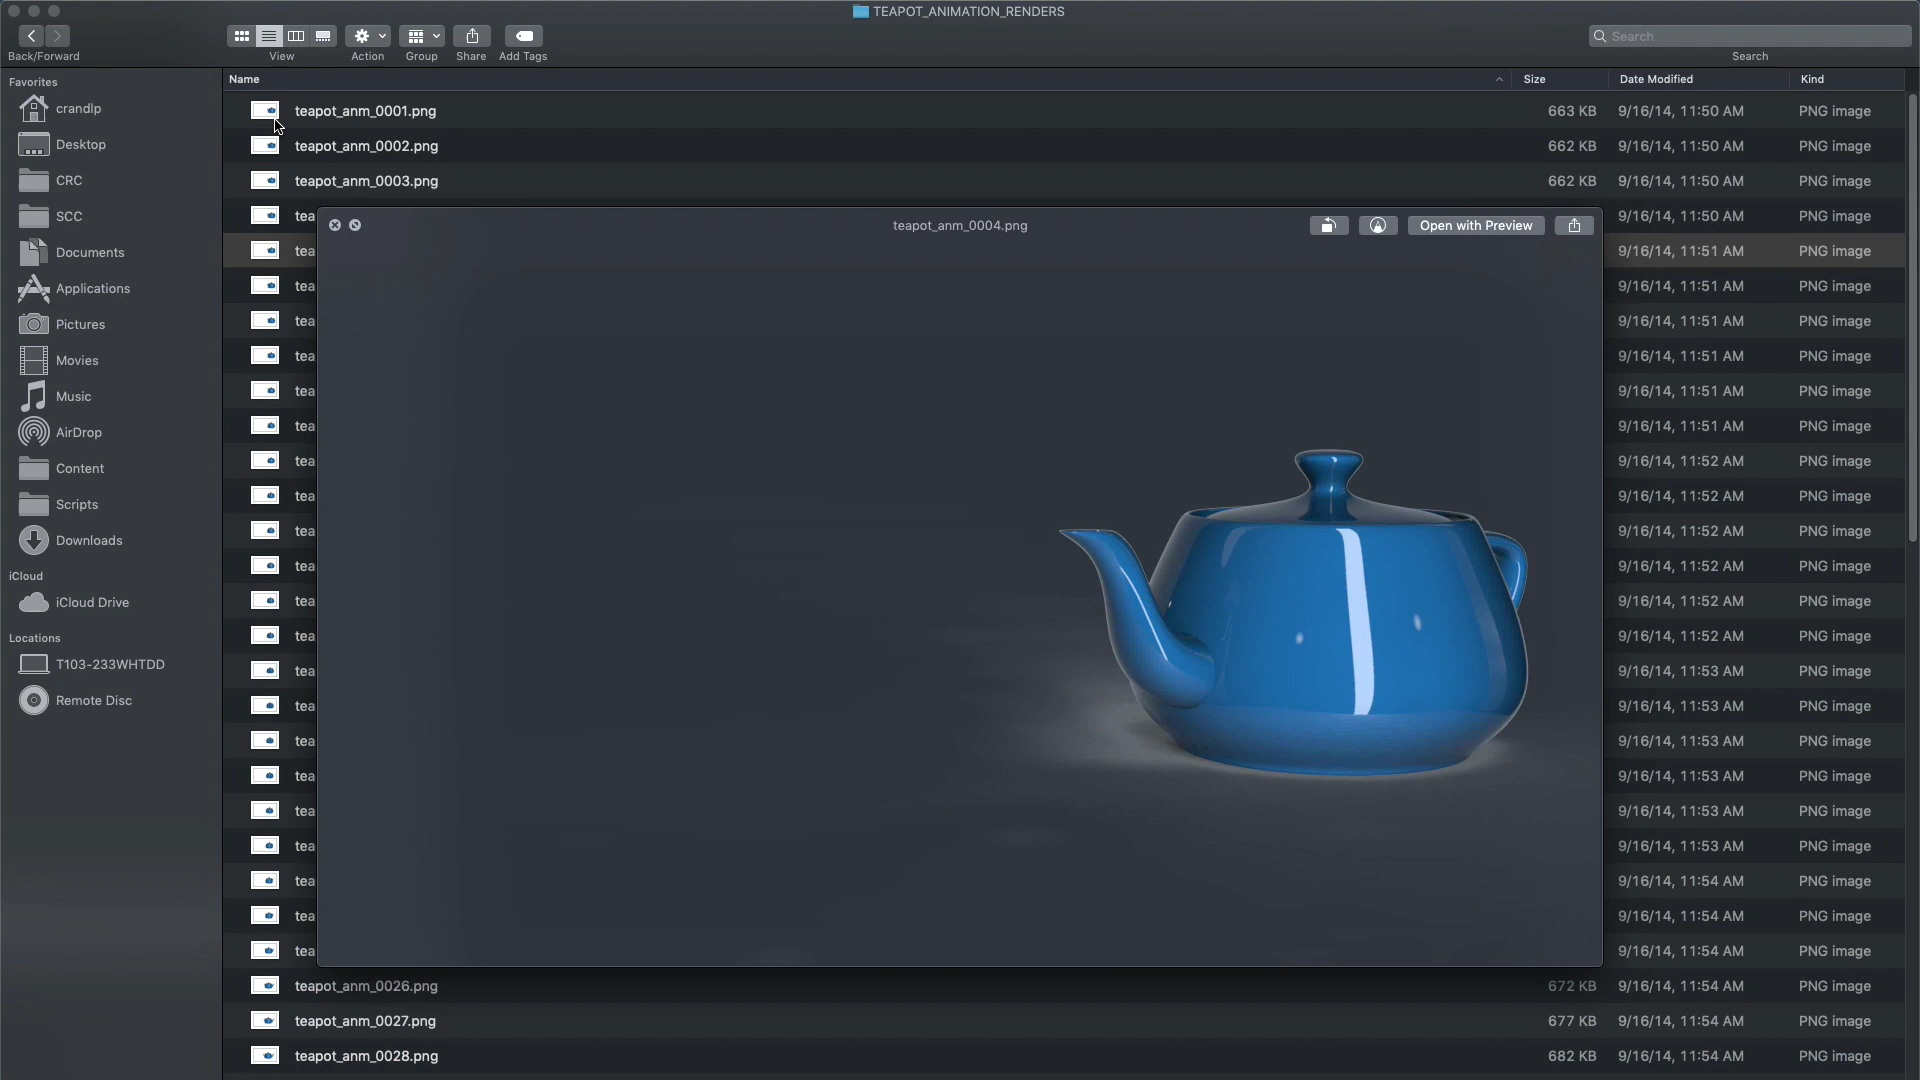 TEAPOT_ANIMATION_RENDERS
Back/Forward
View
Action
Group
Share
Add Tags
Search
Search
Favorites
crandlp
Desktop
CRC
SCC
Documents
Applications
Pictures
Movies
Music
AirDrop
Content
Scripts
Downloads
iCloud
iCloud Drive
Locations
T103-233WHTDD
Remote Disc
Name Size Date Modified Kind
teapot_anm_0001.png 663 KB 9/16/14, 11:50 AM PNG image
teapot_anm_0002.png 662 KB 9/16/14, 11:50 AM PNG image
teapot_anm_0003.png 662 KB 9/16/14, 11:50 AM PNG image
tea 9/16/14, 11:50 AM PNG image
teapot_anm_0004.png
Open with Preview
tea 9/16/14, 11:51 AM PNG image
tea 9/16/14, 11:51 AM PNG image
tea 9/16/14, 11:51 AM PNG image
tea 9/16/14, 11:51 AM PNG image
tea 9/16/14, 11:51 AM PNG image
tea 9/16/14, 11:51 AM PNG image
tea 9/16/14, 11:52 AM PNG image
tea 9/16/14, 11:52 AM PNG image
tea 9/16/14, 11:52 AM PNG image
tea 9/16/14, 11:52 AM PNG image
tea 9/16/14, 11:52 AM PNG image
tea 9/16/14, 11:52 AM PNG image
tea 9/16/14, 11:53 AM PNG image
tea 9/16/14, 11:53 AM PNG image
tea 9/16/14, 11:53 AM PNG image
tea 9/16/14, 11:53 AM PNG image
tea 9/16/14, 11:53 AM PNG image
tea 9/16/14, 11:53 AM PNG image
tea 9/16/14, 11:54 AM PNG image
tea 9/16/14, 11:54 AM PNG image
tea 9/16/14, 11:54 AM PNG image
teapot_anm_0026.png 672 KB 9/16/14, 11:54 AM PNG image
teapot_anm_0027.png 677 KB 9/16/14, 11:54 AM PNG image
teapot_anm_0028.png 682 KB 9/16/14, 11:54 AM PNG image